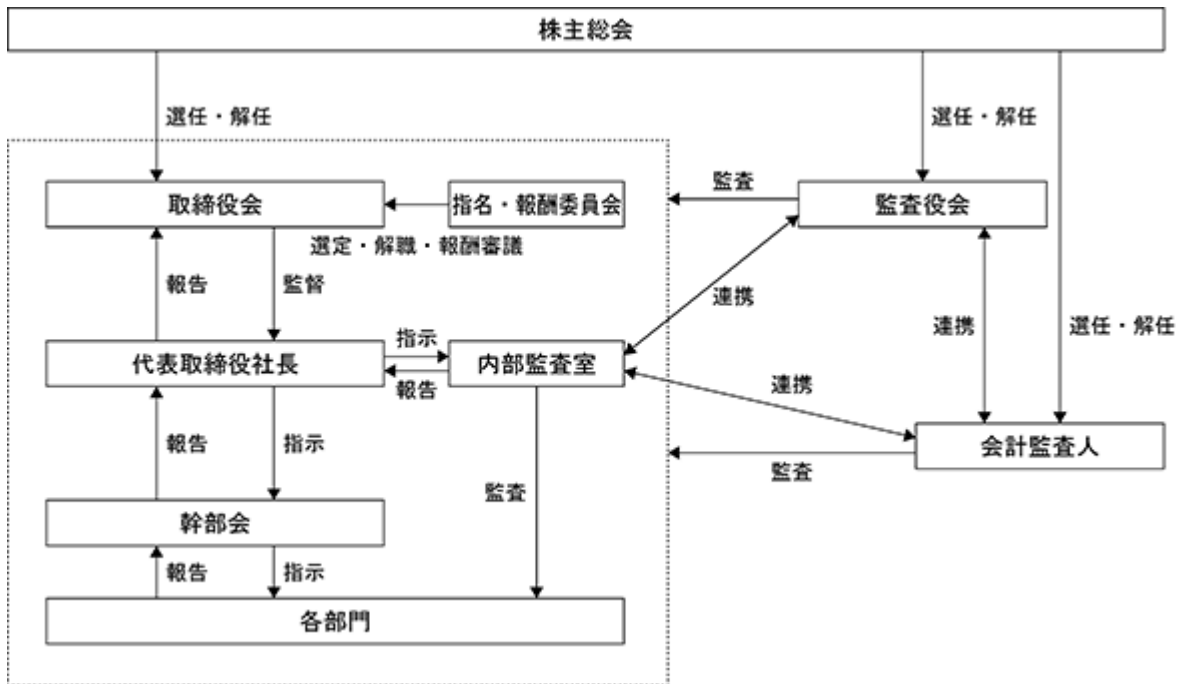 株主総会
選任・解任
選任・解任
取締役会
指名・報酬委員会
監査
監査役会
選定・解職・報酬審議
報告
監督
連携
連携
選任・解任
指示
代表取締役社長
内部監査室
報告
連携
報告
指示
会計監査人
監査
監査
幹部会
報告
指示
各部門